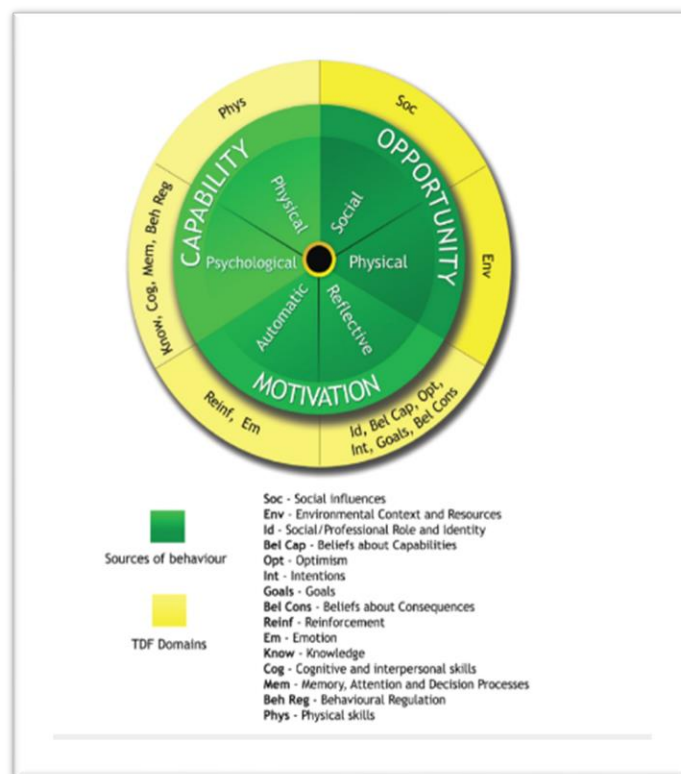 Phys
Soc
CAPABILITY
OPPORTUNITY
Physical
Social
Know, Cog, Mem, Beh Reg
Psychological
Physical
Env
Automatic
Reflective
MOTIVATION
Reinf, Em
Id, Bel Cap, Opt,
Int, Goals, Bel Cons
Sources of behaviour
TDF Domains
Soc - Social influences
Env - Environmental Context and Resources
Id - Social/Professional Role and Identity
Bel Cap - Beliefs about Capabilities
Opt - Optimism
Int - Intentions
Goals - Goals
Bel Cons - Beliefs about Consequences
Reinf - Reinforcement
Em - Emotion
Know - Knowledge
Cog - Cognitive and interpersonal skills
Mem - Memory, Attention and Decision Processes
Beh Reg - Behavioural Regulation
Phys - Physical skills